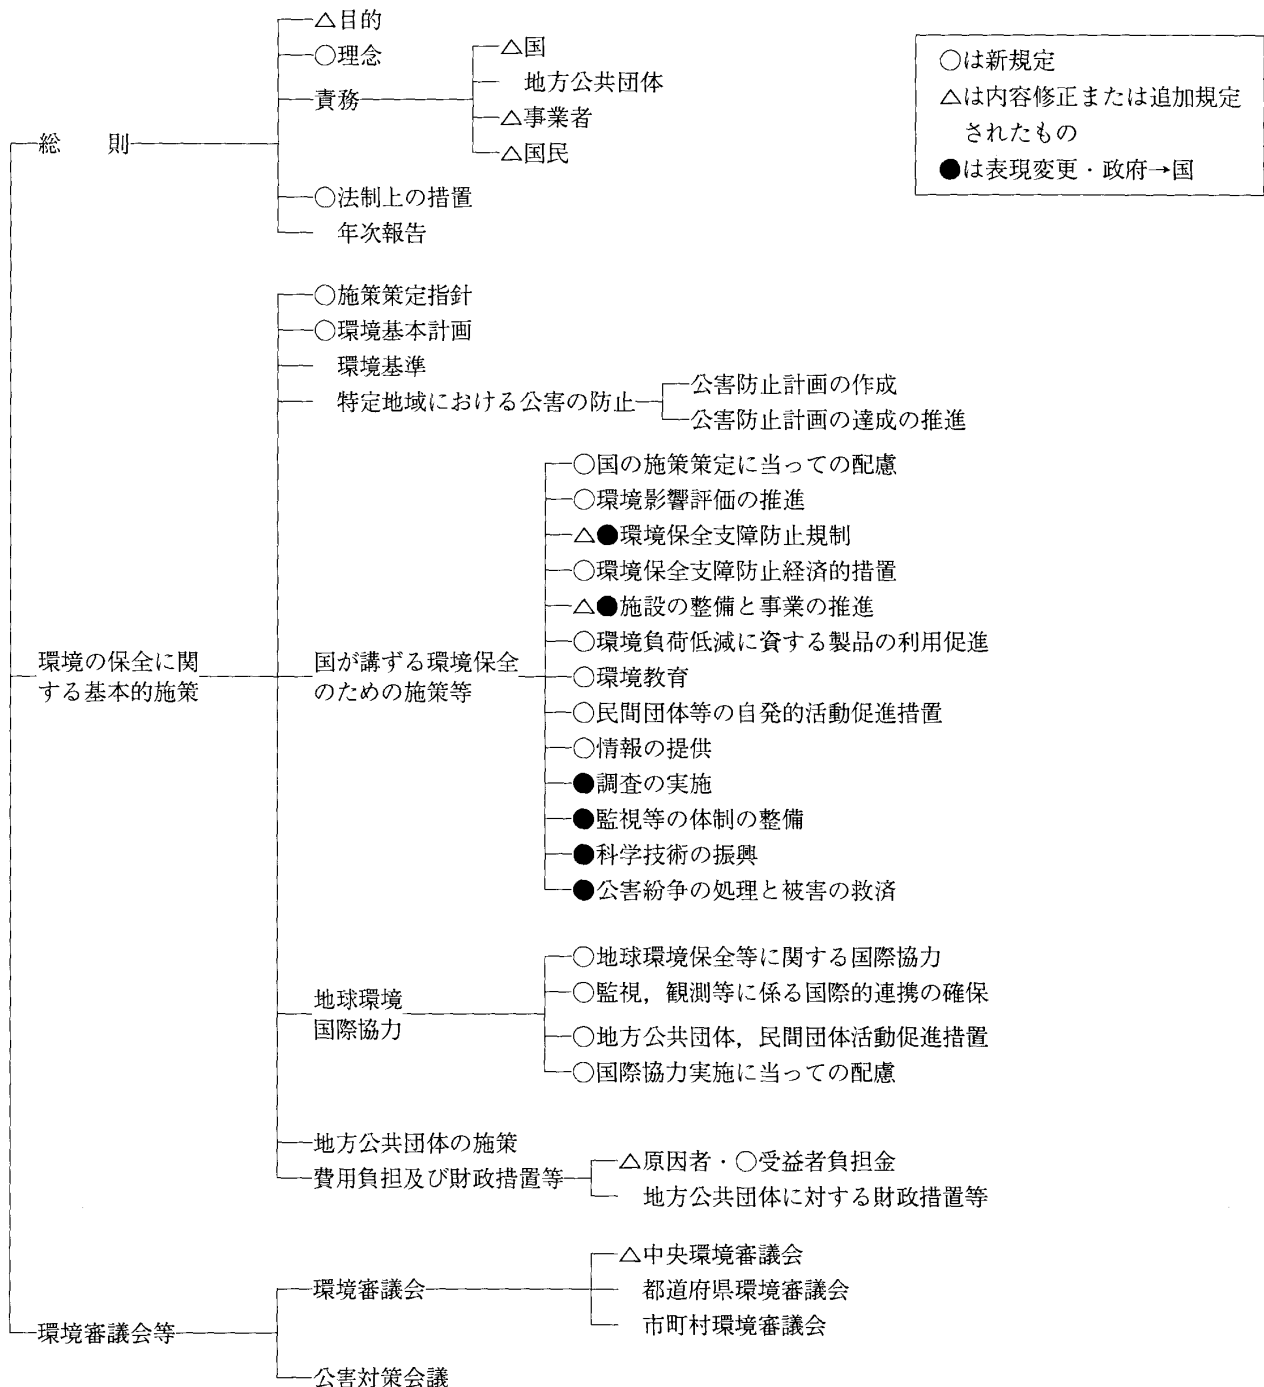 △目的
○理念
責務
△国
地方公共団体
△事業者
△国民
総　則
○法制上の措置
年次報告
○は新規定
△は内容修正または追加規定
されたもの
●は表現変更・政府→国
○施策策定指針
○環境基本計画
環境基準
特定地域における公害の防止
公害防止計画の作成
公害防止計画の達成の推進
環境の保全に関
する基本的施策
国が講ずる環境保全
のための施策等
○国の施策策定に当っての配慮
○環境影響評価の推進
△●環境保全支障防止規制
○環境保全支障防止経済的措置
△●施設の整備と事業の推進
○環境負荷低減に資する製品の利用促進
○環境教育
○民間団体等の自発的活動促進措置
○情報の提供
●調査の実施
●監視等の体制の整備
●科学技術の振興
●公害紛争の処理と被害の救済
地球環境
国際協力
○地球環境保全等に関する国際協力
○監視，観測等に係る国際的連携の確保
○地方公共団体，民間団体活動促進措置
○国際協力実施に当っての配慮
地方公共団体の施策
費用負担及び財政措置等
△原因者・○受益者負担金
地方公共団体に対する財政措置等
環境審議会等
環境審議会
△中央環境審議会
都道府県環境審議会
市町村環境審議会
公害対策会議